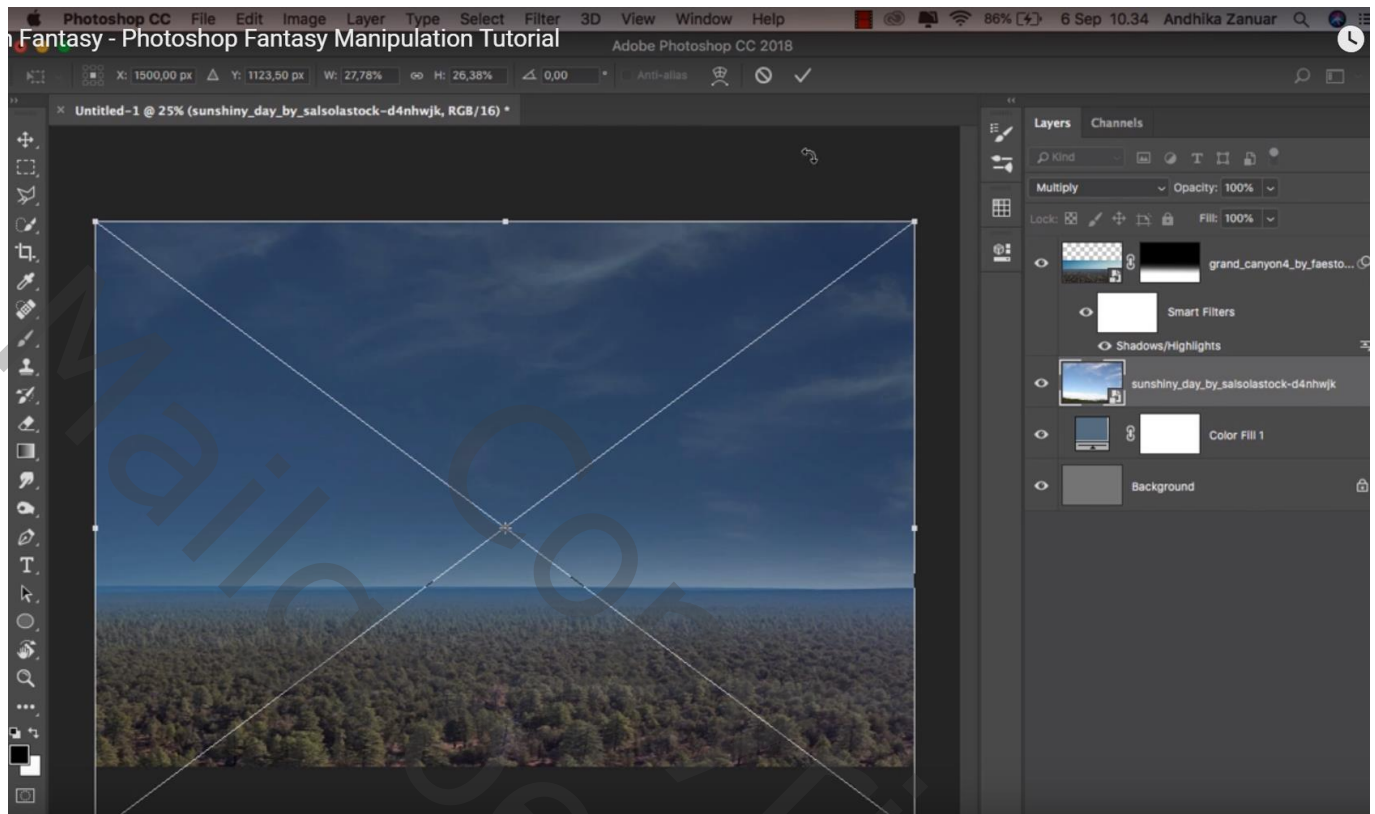 Photoshop CC File Edit Image Layer Type Select Filter 3D View Window Help 86% 6 Sep 10.34 Andhika Zanuar
Fantasy - Photoshop Fantasy Manipulation Tutorial
Adobe Photoshop CC 2018
X: 1500,00 px Y: 1123,50 px W: 27,78% H: 26,38% 0,00 ° Anti-alias
× Untitled-1 @ 25% (sunshiny_day_by_salsolastock-d4nhwjk, RGB/16) *
Layers Channels
Kind
Multiply Opacity: 100%
Lock: Fill: 100%
grand_canyon4_by_faesto...
Smart Filters
Shadows/Highlights
sunshiny_day_by_salsolastock-d4nhwjk
Color Fill 1
Background